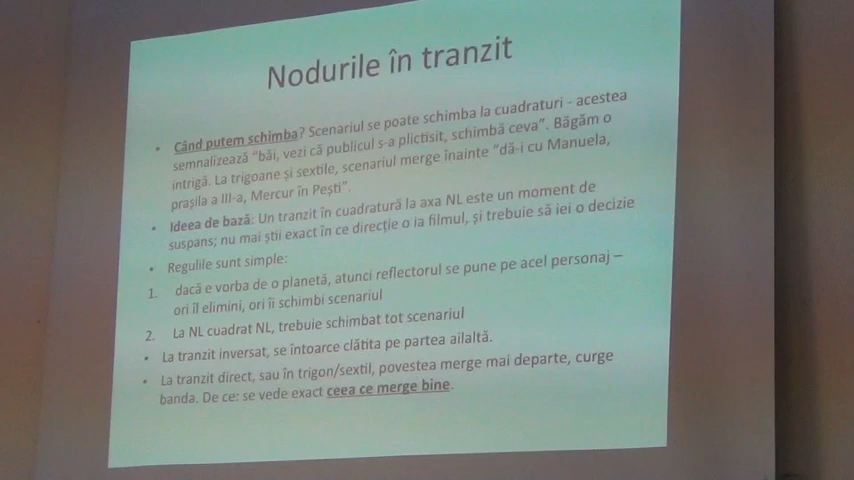 Nodurile în tranzit
• Când putem schimba? Scenariul se poate schimba la cuadraturi - acestea
semnalizează "băi, vezi că publicul s-a plictisit, schimbă ceva". Băgăm o
intrigă. La trigoane și sextile, scenariul merge înainte "dă-i cu Manuela,
prașila a III-a, Mercur în Pești".
• Ideea de bază: Un tranzit în cuadratură la axa NL este un moment de
suspans; nu mai știi exact în ce direcție o ia filmul, și trebuie să iei o decizie
• Regulile sunt simple:
1. dacă e vorba de o planetă, atunci reflectorul se pune pe acel personaj –
ori îl elimini, ori îi schimbi scenariul
2. La NL cuadrat NL, trebuie schimbat tot scenariul
• La tranzit inversat, se întoarce clătita pe partea ailaltă.
• La tranzit direct, sau în trigon/sextil, povestea merge mai departe, curge
banda. De ce: se vede exact ceea ce merge bine.